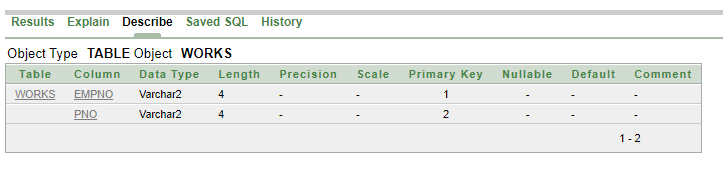 Results Explain Describe Saved SQL History
Object Type TABLE Object WORKS
Table Column Data Type Length Precision Scale Primary Key Nullable Default Comment
WORKS EMPNO Varchar2 4 - - 1 - - -
PNO Varchar2 4 - - 2 - - -
1 - 2